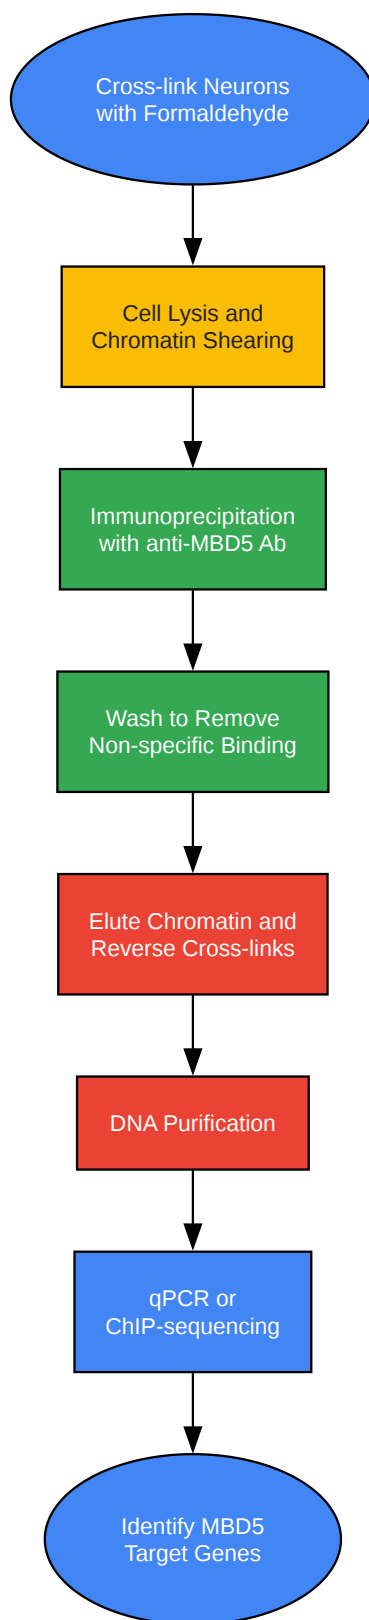 Cross-link Neurons
with Formaldehyde
Cell Lysis and
Chromatin Shearing
Immunoprecipitation
with anti-MBD5 Ab
Wash to Remove
Non-specific Binding
Elute Chromatin and
Reverse Cross-links
DNA Purification
qPCR or
ChIP-sequencing
Identify MBD5
Target Genes